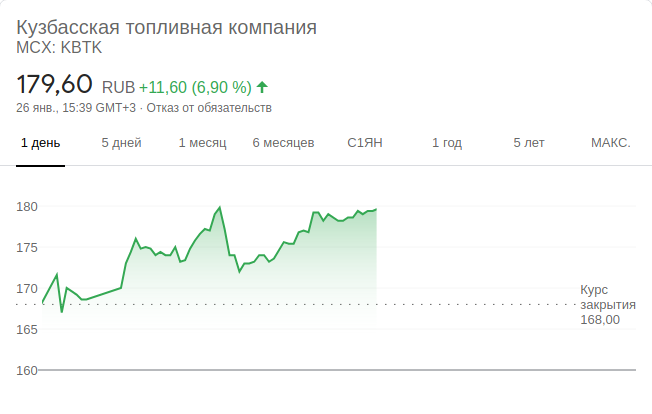 Кузбасская топливная компания
MCX: KBTK
179,60 RUB +11,60 (6,90 %)
26 янв., 15:39 GMT+3 · Отказ от обязательств
1 день 5 дней 1 месяц 6 месяцев С1ЯН 1 год 5 лет МАКС.
180
175
170
Курс
закрытия
168,00
165
160